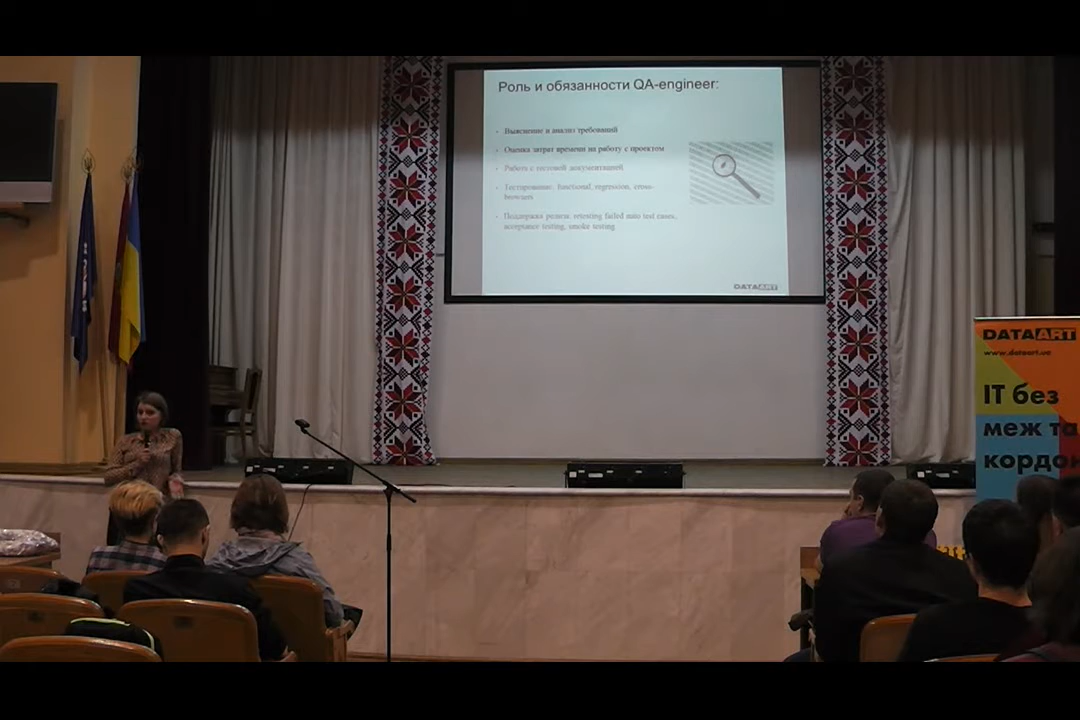 Роль и обязанности QA-engineer:
- Выяснение и анализ требований
- Оценка затрат времени на работу с проектом
- Работа с тестовой документацией
- Тестирование: functional, regression, cross-
browsers
- Поддержка релиза: retesting failed auto test cases,
acceptance testing, smoke testing
DATAART
DATAART
www.dataart.ua
IT без
меж та
кордон